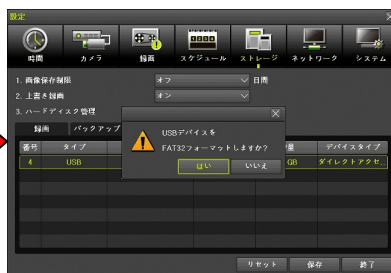 設定
時間 カメラ 録画 スケジュール ストレージ ネットワーク システム
1. 画像保存制限 オフ 日間
2. 上書き録画 オン
3. ハードディスク管理
録画 バックアップ
番号 タイプ 量 デバイスタイプ
4 USB GB ダイレクトアクセ...
USBデバイスを
FAT32フォーマットしますか?
はい いいえ
リセット 保存 終了